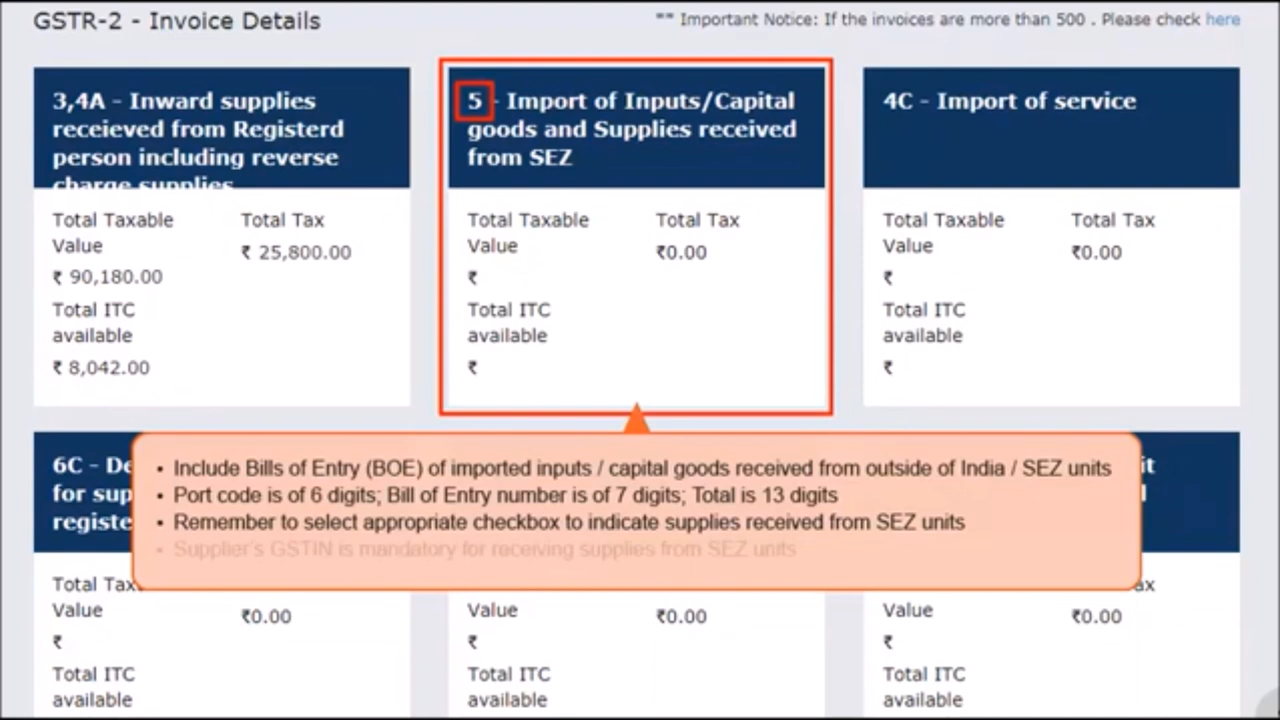 GSTR-2 - Invoice Details
** Important Notice: If the invoices are more than 500 . Please check here
3,4A - Inward supplies
receieved from Registerd
person including reverse
charge supplies
Total Taxable
Value
₹ 90,180.00
Total Tax
₹ 25,800.00
Total ITC
available
₹ 8,042.00
5 - Import of Inputs/Capital
goods and Supplies received
from SEZ
Total Taxable
Value
₹
Total Tax
₹0.00
Total ITC
available
₹
4C - Import of service
Total Taxable
Value
₹
Total Tax
₹0.00
Total ITC
available
₹
• Include Bills of Entry (BOE) of imported inputs / capital goods received from outside of India / SEZ units
• Port code is of 6 digits; Bill of Entry number is of 7 digits; Total is 13 digits
• Remember to select appropriate checkbox to indicate supplies received from SEZ units
• Supplier's GSTIN is mandatory for receiving supplies from SEZ units
6C - De
for sup
registe
Total Tax
Value
₹
₹0.00
Total ITC
available
Value
₹
₹0.00
Total ITC
available
it
ax
Value
₹
₹0.00
Total ITC
available